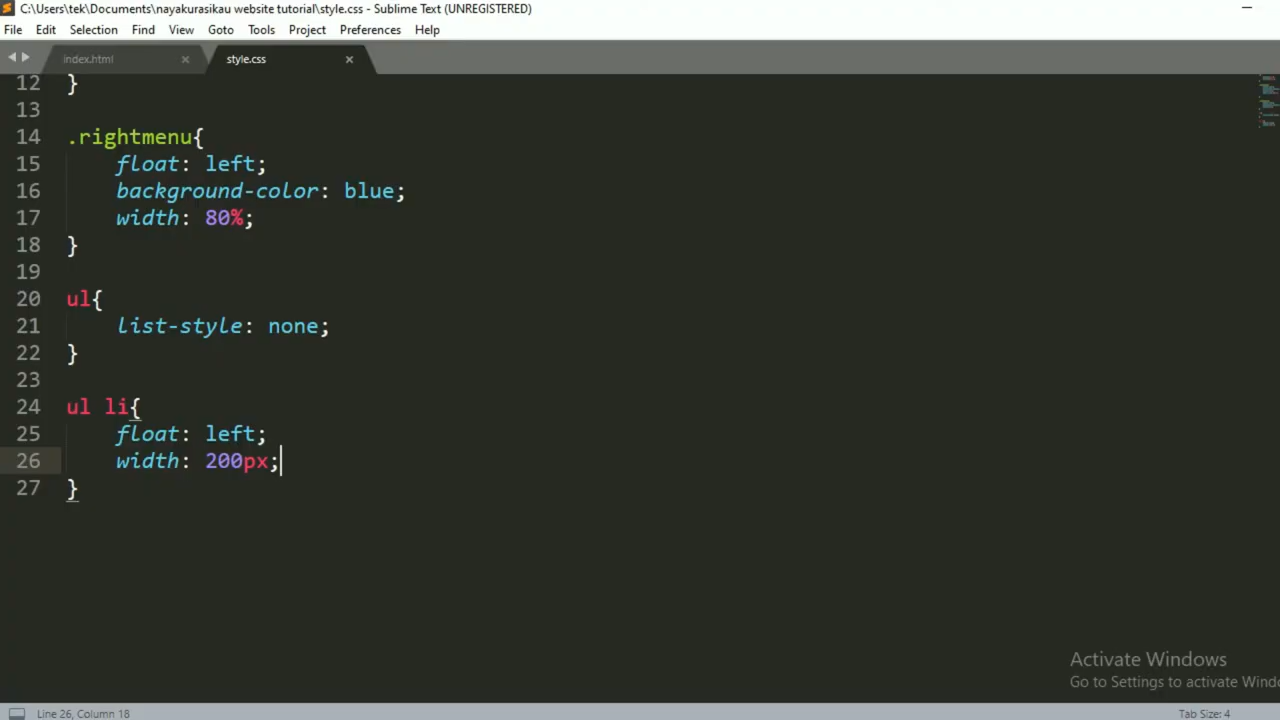 C:\Users\tek\Documents\nayakurasikau website tutorial\style.css - Sublime Text (UNREGISTERED)
File Edit Selection Find View Goto Tools Project Preferences Help
index.html style.css
12 }
13
14 .rightmenu{
15 float: left;
16 background-color: blue;
17 width: 80%;
18 }
19
20 ul{
21 list-style: none;
22 }
23
24 ul li{
25 float: left;
26 width: 200px;
27 }
Activate Windows
Go to Settings to activate Windo
Line 26, Column 18 Tab Size: 4